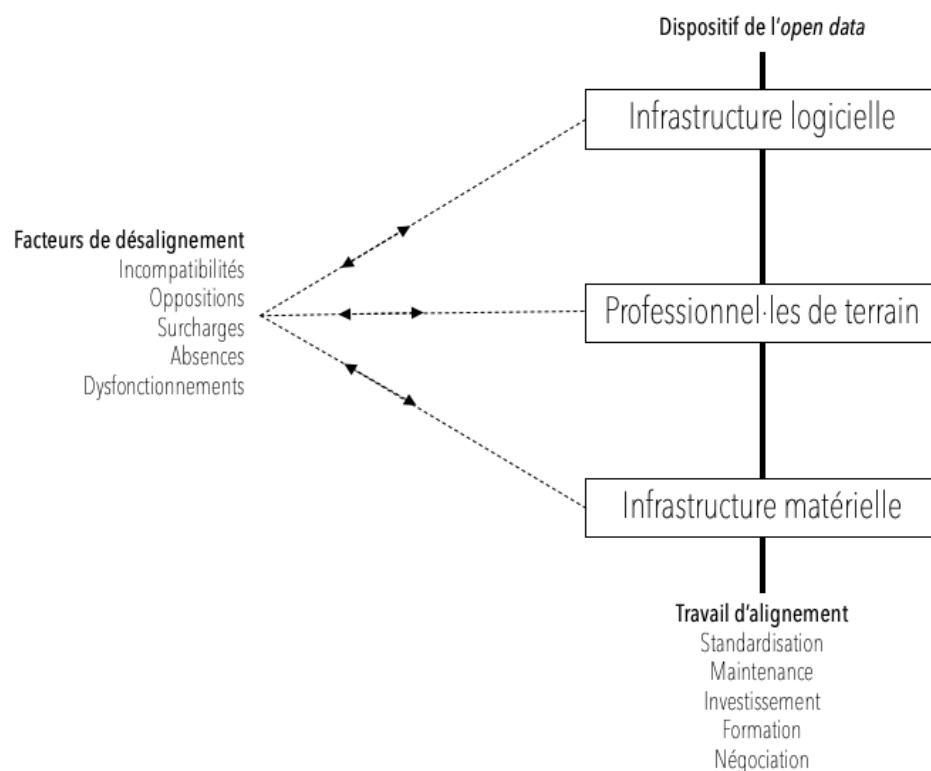 Dispositif de l'open data
Infrastructure logicielle
Facteurs de désalignement
Incompatibilités
Oppositions
Surcharges
Absences
Dysfonctionnements
Professionnel·les de terrain
Infrastructure matérielle
Travail d'alignement
Standardisation
Maintenance
Investissement
Formation
Négociation